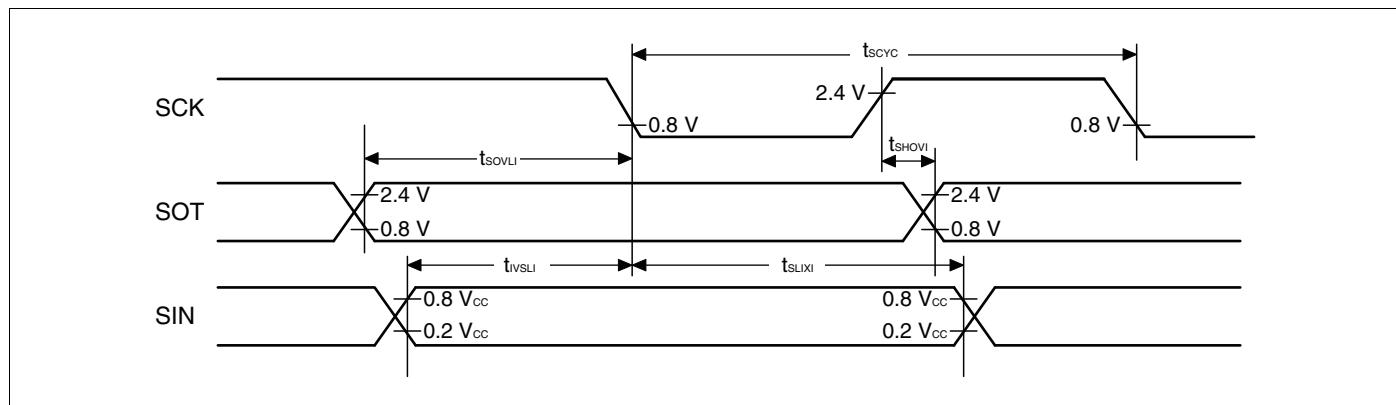 tSCYC
SCK
2.4 V
0.8 V
0.8 V
tSHOVI
tSOVLI
SOT
2.4 V
0.8 V
2.4 V
0.8 V
tIVSLI
tSLIXI
SIN
0.8 VCC
0.2 VCC
0.8 VCC
0.2 VCC